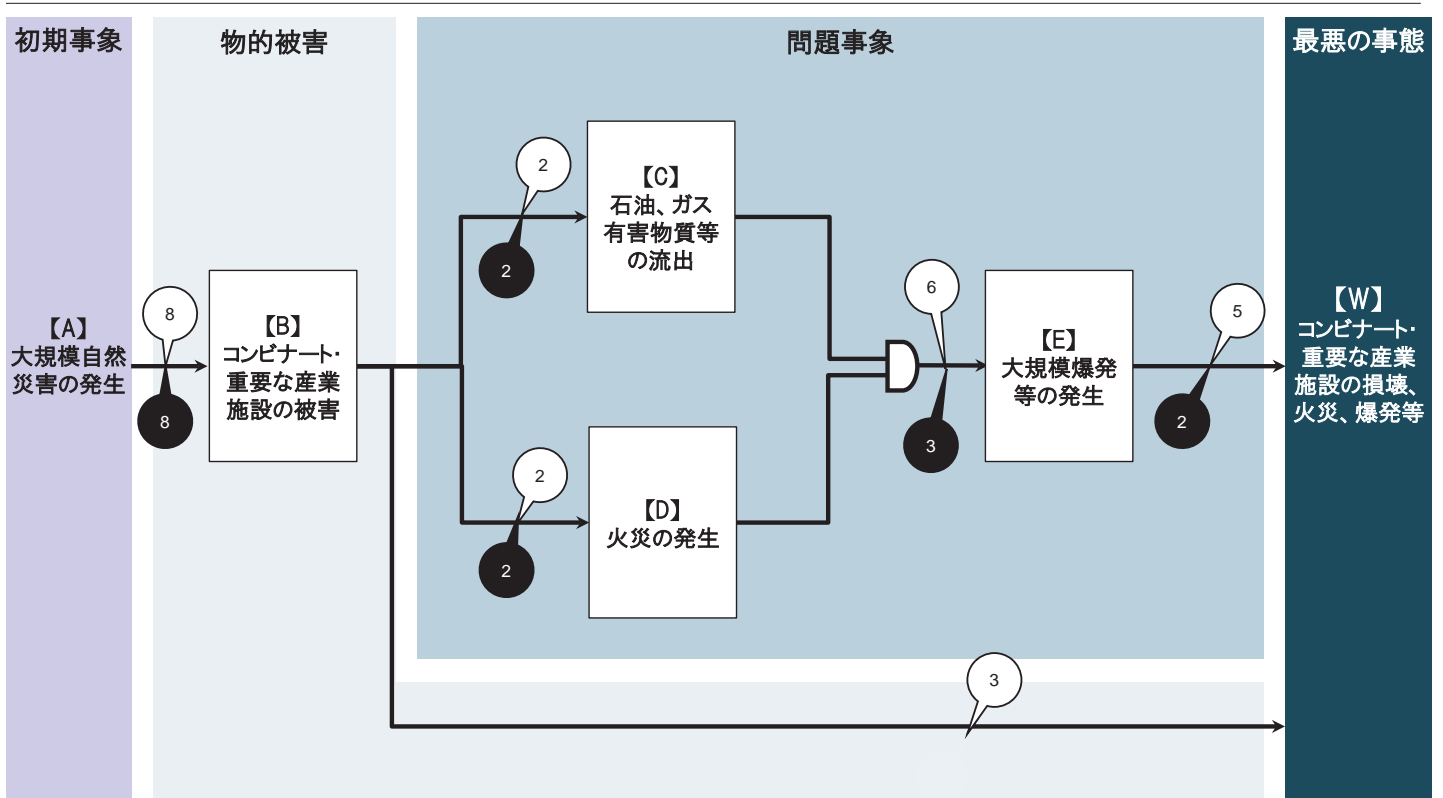 初期事象
物的被害
問題事象
最悪の事態
【A】
大規模自然
災害の発生
8
8
【B】
コンビナート・
重要な産業
施設の被害
2
2
【C】
石油、ガス
有害物質等
の流出
2
2
【D】
火災の発生
6
3
【E】
大規模爆発
等の発生
5
2
3
【W】
コンビナート・
重要な産業
施設の損壊、
火災、爆発等